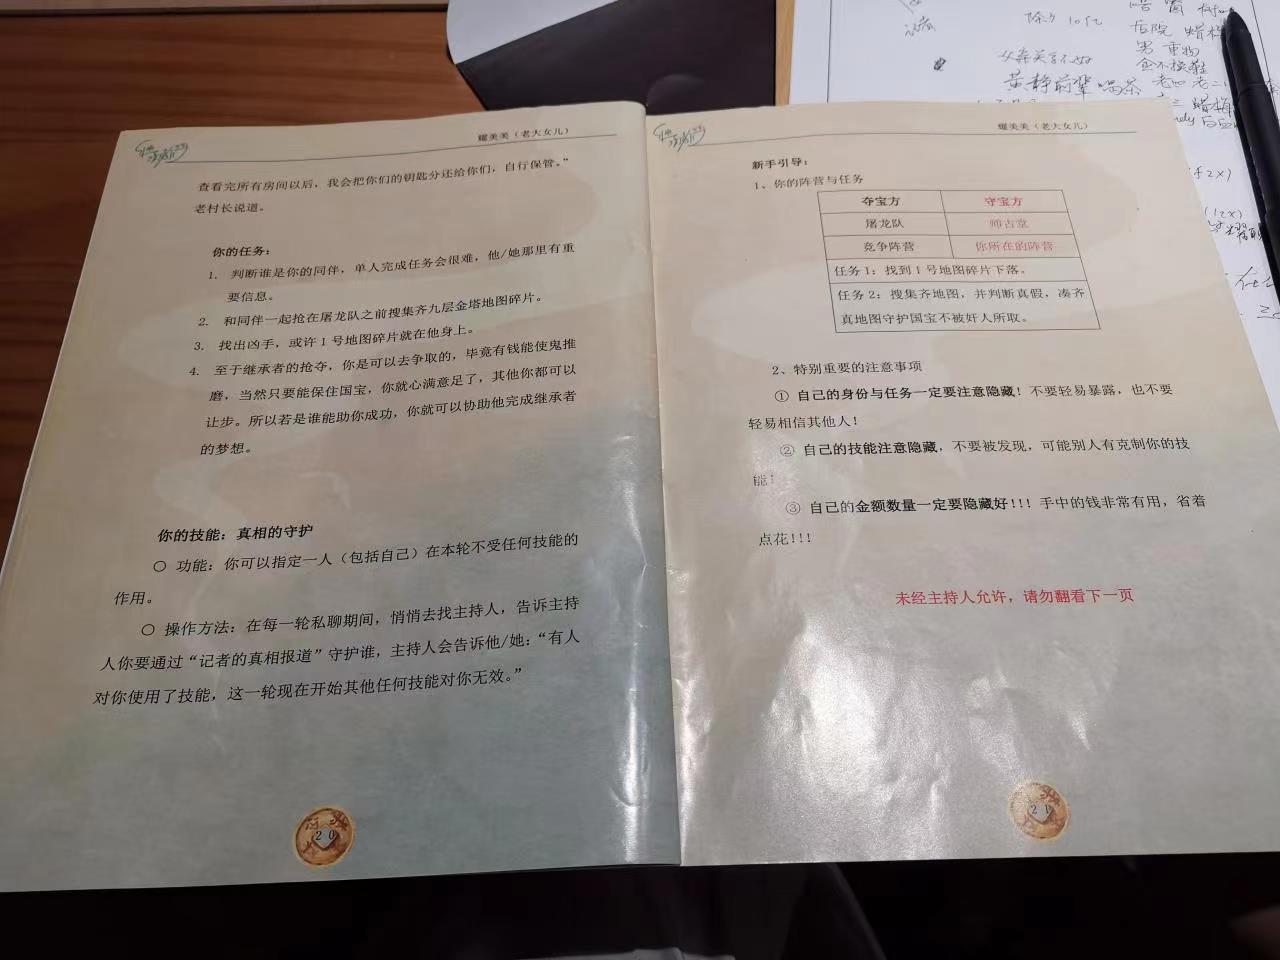 耀美美（老大女儿）
查看完所有房间以后，我会把你们的钥匙分还给你们，自行保管。”
老村长说道。
你的任务：
1. 判断谁是你的同伴，单人完成任务会很难，他/她那里有重
要信息。
2. 和同伴一起抢在屠龙队之前搜集齐九层金塔地图碎片。
3. 找出凶手，或许1号地图碎片就在他身上。
4. 至于继承者的抢夺，你是可以去争取的，毕竟有钱能使鬼推
磨，当然只要能保住国宝，你就心满意足了，其他你都可以
让步。所以若是谁能助你成功，你就可以协助他完成继承者
的梦想。
你的技能：真相的守护
○ 功能：你可以指定一人（包括自己）在本轮不受任何技能的
作用。
○ 操作方法：在每一轮私聊期间，悄悄去找主持人，告诉主持
人你要通过“记者的真相报道”守护谁，主持人会告诉他/她：“有人
对你使用了技能，这一轮现在开始其他任何技能对你无效。”
20
耀美美（老大女儿）
新手引导：
1、你的阵营与任务
夺宝方 守宝方
屠龙队 师古堂
竞争阵营 你所在的阵营
任务1：找到1号地图碎片下落。
任务2：搜集齐地图，并判断真假，凑齐
真地图守护国宝不被奸人所取。
2、特别重要的注意事项
① 自己的身份与任务一定要注意隐藏！不要轻易暴露，也不要
轻易相信其他人！
② 自己的技能注意隐藏，不要被发现，可能别人有克制你的技
能！
③ 自己的金额数量一定要隐藏好！！！手中的钱非常有用，省着
点花！！！
未经主持人允许，请勿翻看下一页
21
后院
黄静前辈喝茶